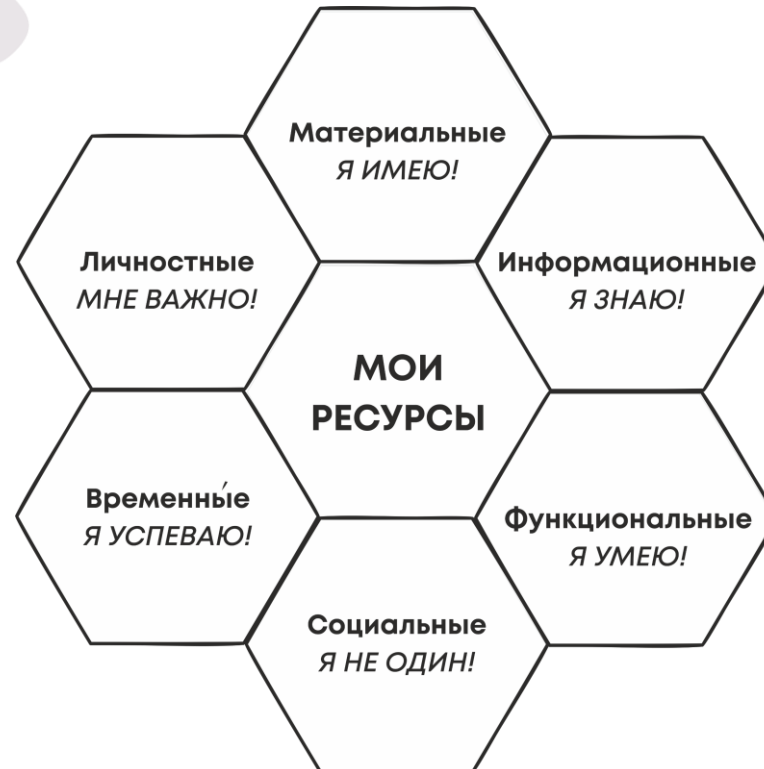 Материальные
Я ИМЕЮ!
Личностные
МНЕ ВАЖНО!
Информационные
Я ЗНАЮ!
МОИ
РЕСУРСЫ
Временны́е
Я УСПЕВАЮ!
Функциональные
Я УМЕЮ!
Социальные
Я НЕ ОДИН!